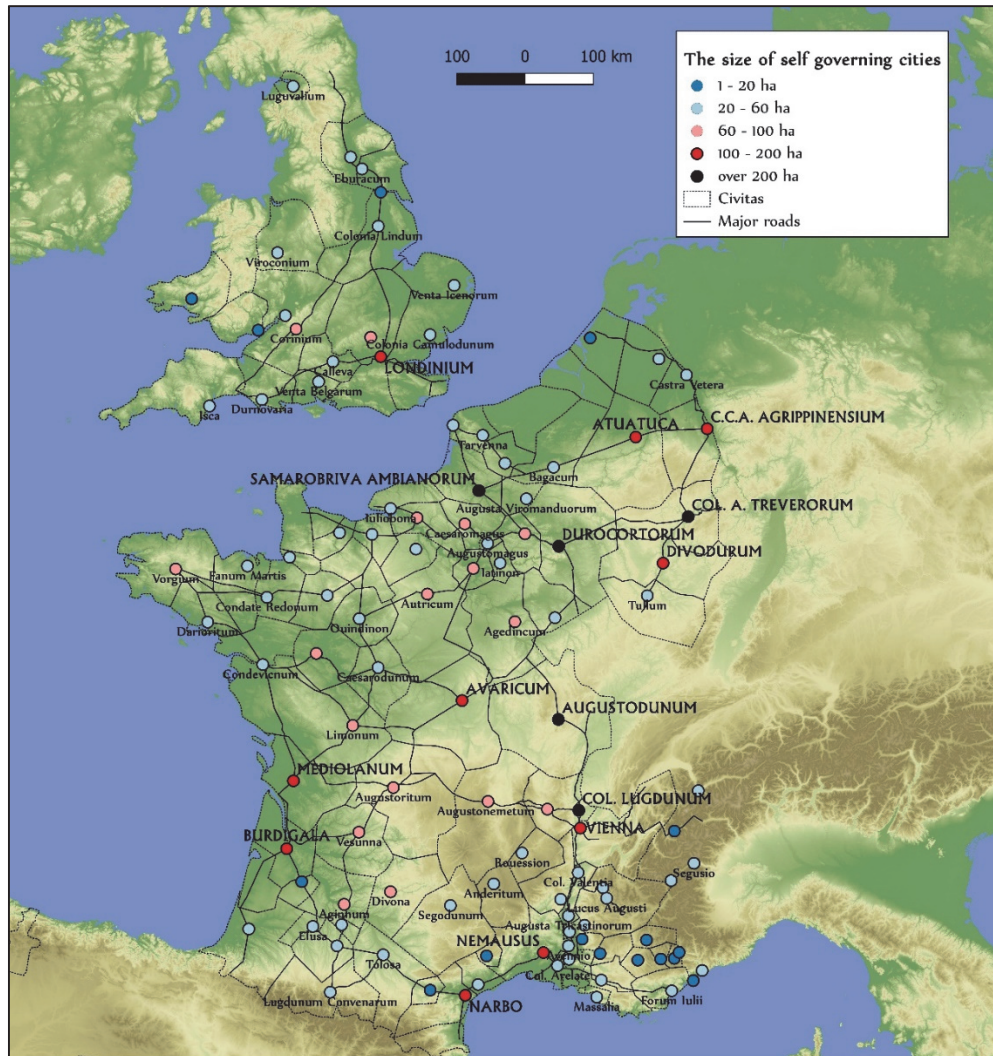 100 0 100 km
The size of self governing cities
1 - 20 ha
20 - 60 ha
60 - 100 ha
100 - 200 ha
over 200 ha
Civitas
Major roads
Luguvalium
Eburacum
Colonia Lindum
Viroconium
Venta Icenorum
Corinium
Colonia Camulodunum
LONDINIUM
Calleva
Venta Belgarum
Isca
Durnovaria
Castra Vetera
ATUATUCA
C.C.A. AGRIPPINENSIUM
Tarvenna
Bagacum
SAMAROBRIVA AMBIANORUM
Augusta Viromanduorum
COL. A. TREVERORUM
Iuliobona
Caesaromagus
DUROCORTORUM
Augustomagus
DIVODURUM
Iatinon
Vorgium
Fanum Martis
Autricum
Tullum
Condate Redonum
Darioritum
Ouindinon
Agedincum
Condevicnum
Caesarodunum
AVARICUM
AUGUSTODUNUM
Limonum
MEDIOLANUM
Augustoritum
Augustonemetum
COL. LUGDUNUM
VIENNA
BURDIGALA
Vesunna
Rouession
Segusio
Col. Valentia
Anderitum
Divona
Segodunum
Lucus Augusti
Aginnum
Augusta Tricastinorum
Elusa
NEMAUSUS
Avennio
Tolosa
Col. Arelate
Lugdunum Convenarum
NARBO
Massalia
Forum Iulii